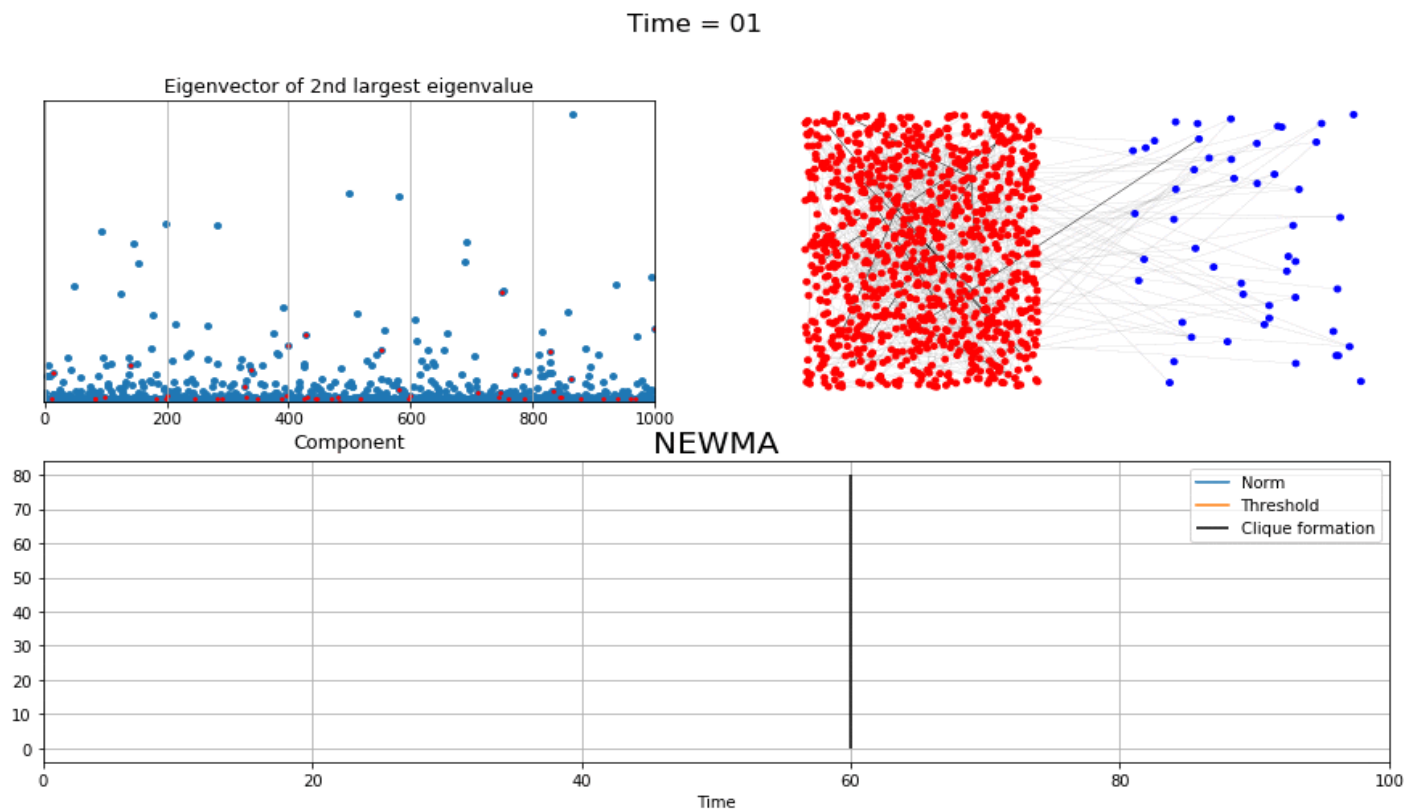 Time = 01
Eigenvector of 2nd largest eigenvalue
0 200 400 600 800 1000
Component
NEWMA
80
70
60
50
40
30
20
10
0
Norm
Threshold
Clique formation
0 20 40 60 80 100
Time